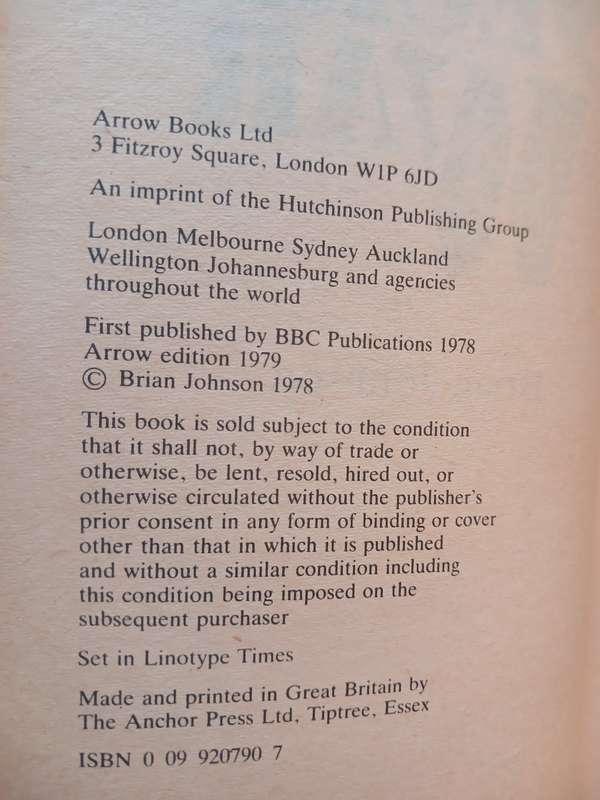 Arrow Books Ltd
3 Fitzroy Square, London W1P 6JD
An imprint of the Hutchinson Publishing Group
London Melbourne Sydney Auckland
Wellington Johannesburg and agencies
throughout the world
First published by BBC Publications 1978
Arrow edition 1979
© Brian Johnson 1978
This book is sold subject to the condition
that it shall not, by way of trade or
otherwise, be lent, resold, hired out, or
otherwise circulated without the publisher's
prior consent in any form of binding or cover
other than that in which it is published
and without a similar condition including
this condition being imposed on the
subsequent purchaser
Set in Linotype Times
Made and printed in Great Britain by
The Anchor Press Ltd, Tiptree, Essex
ISBN 0 09 920790 7